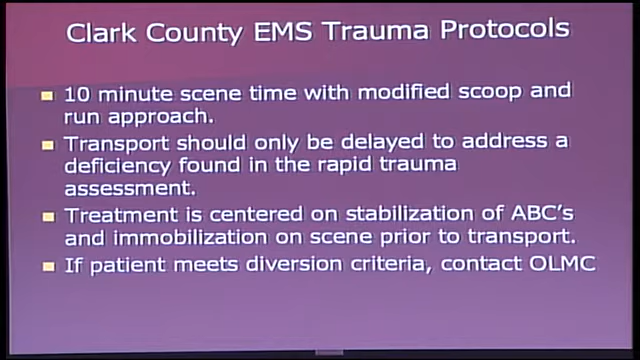 Clark County EMS Trauma Protocols
10 minute scene time with modified scoop and
run approach.
Transport should only be delayed to address a
deficiency found in the rapid trauma
assessment.
Treatment is centered on stabilization of ABC's
and immobilization on scene prior to transport.
If patient meets diversion criteria, contact OLMC